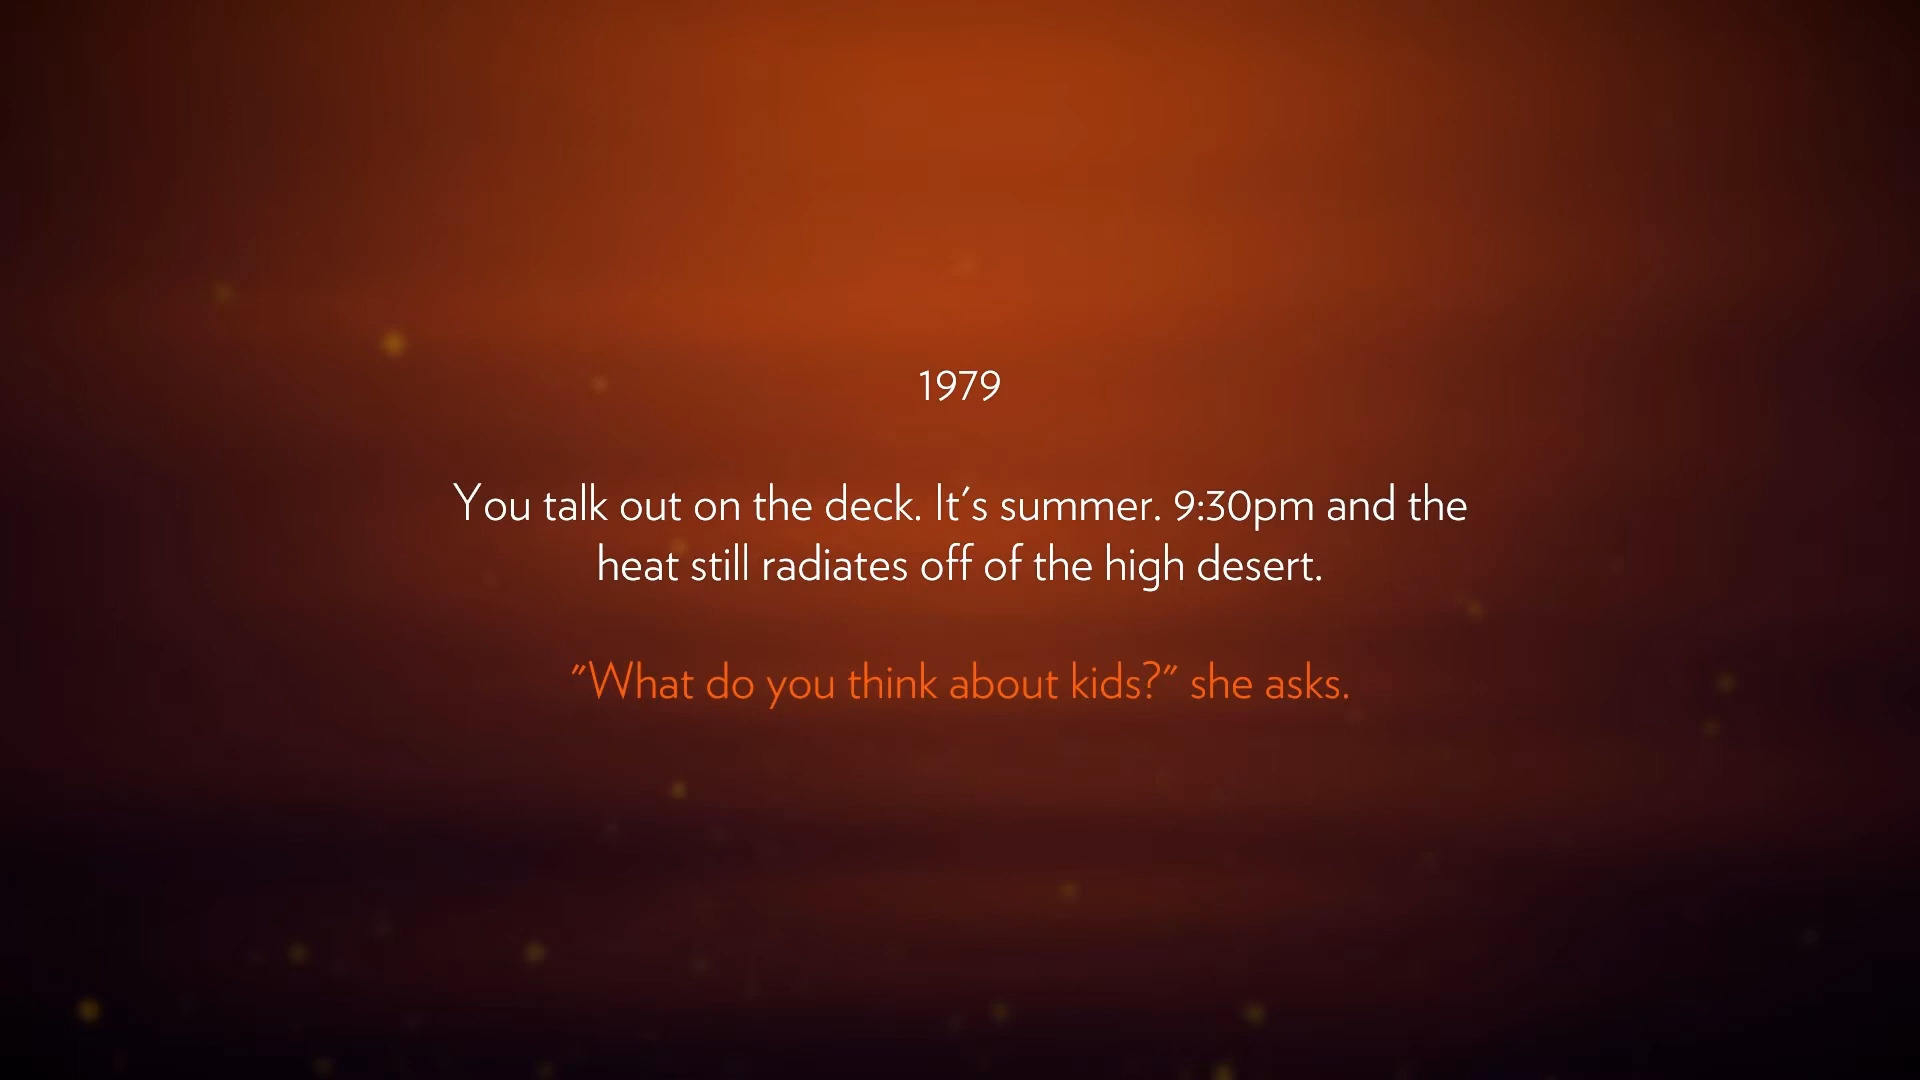 1979
You talk out on the deck. It's summer. 9:30pm and the
heat still radiates off of the high desert.
"What do you think about kids?" she asks.